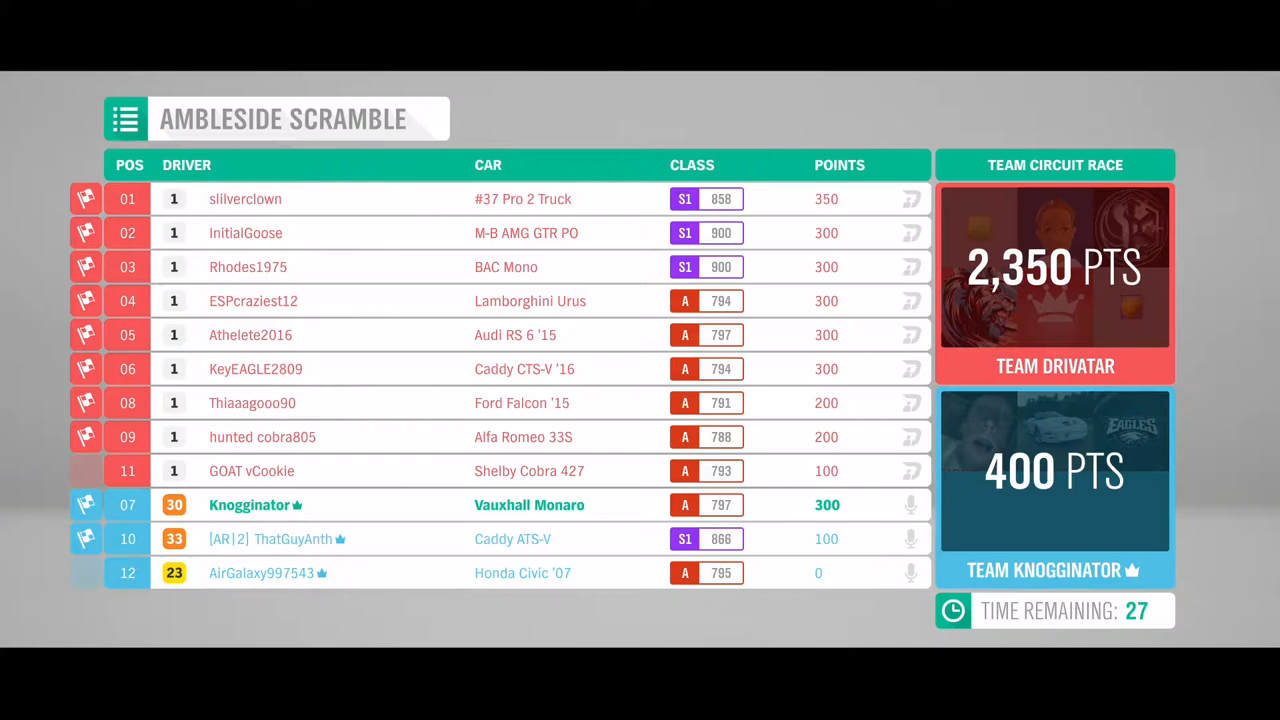 AMBLESIDE SCRAMBLE
POS DRIVER CAR CLASS POINTS
01 1 slilverclown #37 Pro 2 Truck S1 858 350
02 1 InitialGoose M-B AMG GTR PO S1 900 300
03 1 Rhodes1975 BAC Mono S1 900 300
04 1 ESPcraziest12 Lamborghini Urus A 794 300
05 1 Athelete2016 Audi RS 6 '15 A 797 300
06 1 KeyEAGLE2809 Caddy CTS-V '16 A 794 300
08 1 Thiaaagooo90 Ford Falcon '15 A 791 200
09 1 hunted cobra805 Alfa Romeo 33S A 788 200
11 1 GOAT vCookie Shelby Cobra 427 A 793 100
07 30 Knogginator Vauxhall Monaro A 797 300
10 33 [AR|2] ThatGuyAnth Caddy ATS-V S1 866 100
12 23 AirGalaxy997543 Honda Civic '07 A 795 0
TEAM CIRCUIT RACE
2,350 PTS
TEAM DRIVATAR
EAGLES
400 PTS
TEAM KNOGGINATOR
TIME REMAINING: 27